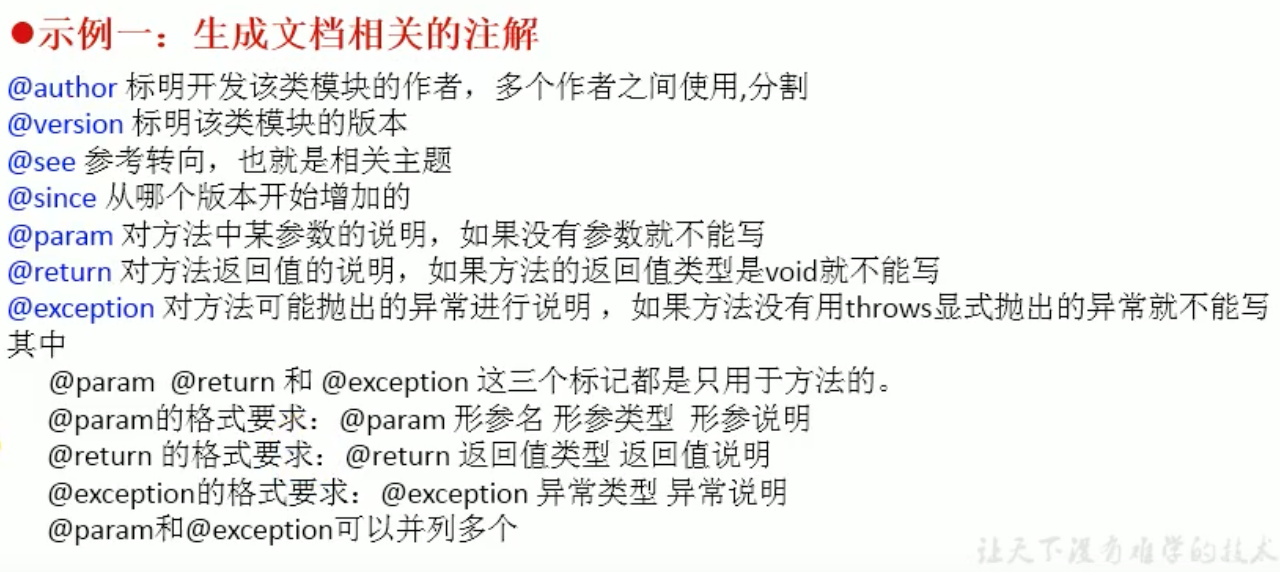 ●示例一：生成文档相关的注解
@author 标明开发该类模块的作者，多个作者之间使用,分割
@version 标明该类模块的版本
@see 参考转向，也就是相关主题
@since 从哪个版本开始增加的
@param 对方法中某参数的说明，如果没有参数就不能写
@return 对方法返回值的说明，如果方法的返回值类型是void就不能写
@exception 对方法可能抛出的异常进行说明 ，如果方法没有用throws显式抛出的异常就不能写
其中
@param @return 和 @exception 这三个标记都是只用于方法的。
@param的格式要求：@param 形参名 形参类型 形参说明
@return 的格式要求：@return 返回值类型 返回值说明
@exception的格式要求：@exception 异常类型 异常说明
@param和@exception可以并列多个
让天下没有难学的技术